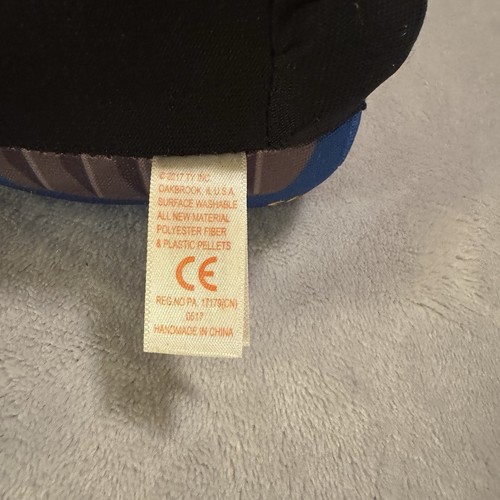 © 2017 TY INC.
OAKBROOK, IL U.S.A.
SURFACE WASHABLE
ALL NEW MATERIAL
POLYESTER FIBER
& PLASTIC PELLETS
CE
REG.NO PA. 17179(CN)
0517
HANDMADE IN CHINA